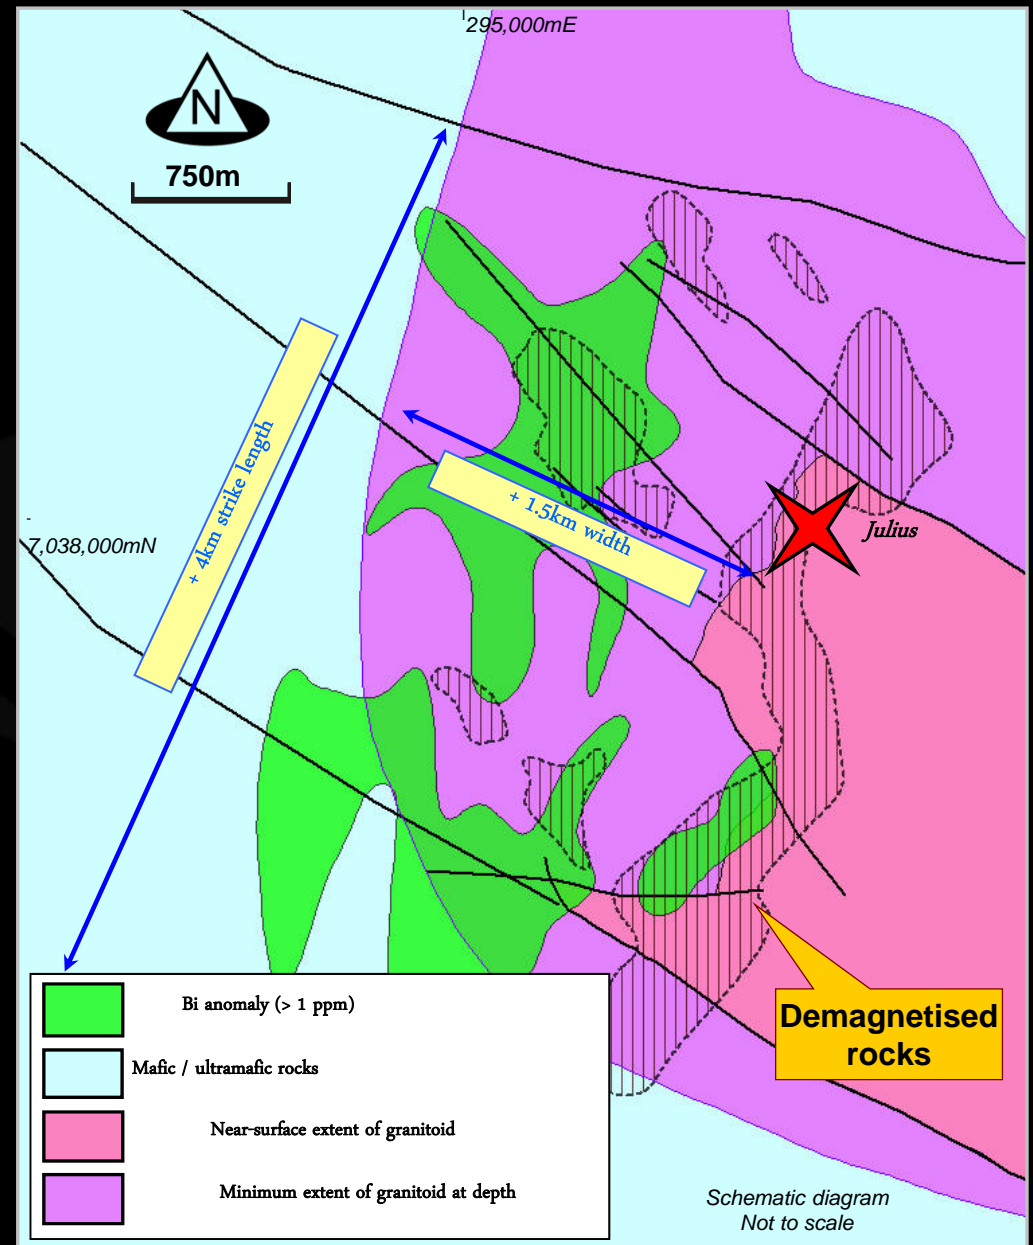 295,000mE
N
750m
+ 4km strike length
+ 1.5km width
Julius
7,038,000mN
Demagnetised
rocks
Bi anomaly (> 1 ppm)
Mafic / ultramafic rocks
Near-surface extent of granitoid
Minimum extent of granitoid at depth
Schematic diagram
Not to scale